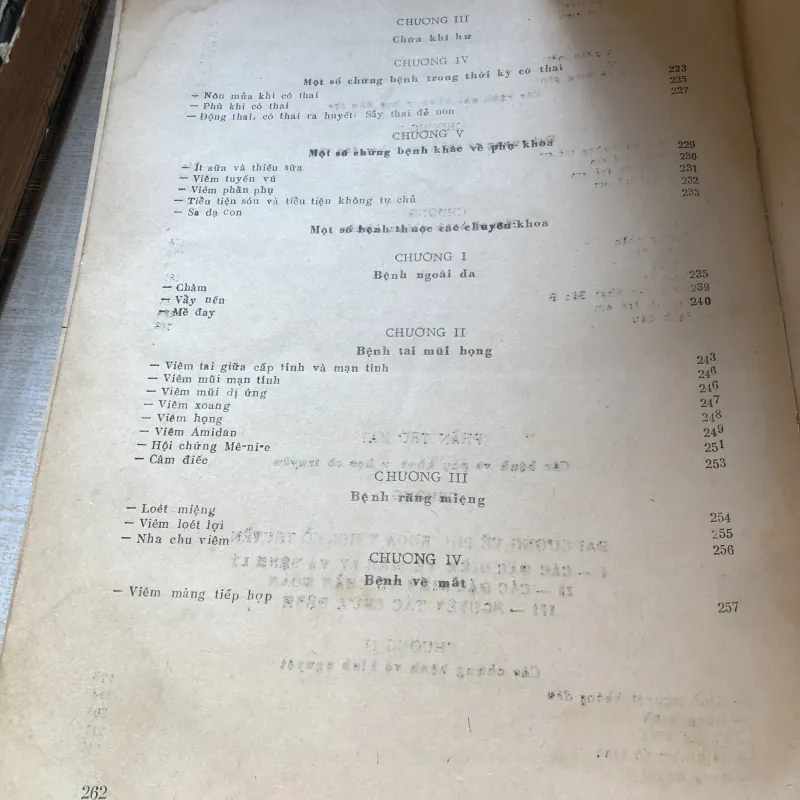 CHƯƠNG III
Chữa khí hư
CHƯƠNG IV
Một số chứng bệnh trong thời kỳ có thai
— Nôn mửa khi có thai 223
— Phù khi có thai 225
— Động thai, có thai ra huyết: Sẩy thai đẻ non 227
CHƯƠNG V
Một số chứng bệnh khác về phụ khoa
— Ít sữa và thiếu sữa 229
— Viêm tuyến vú 230
— Viêm phần phụ 231
— Tiểu tiện són và tiểu tiện không tự chủ 232
— Sa dạ con 233
Một số bệnh thuộc các chuyên khoa
CHƯƠNG I
Bệnh ngoài da
— Chàm 235
— Vẩy nến 239
— Mề đay 240
CHƯƠNG II
Bệnh tai mũi họng
— Viêm tai giữa cấp tính và mạn tính 243
— Viêm mũi mạn tính 246
— Viêm mũi dị ứng 246
— Viêm xoang 247
— Viêm họng 248
— Viêm Amidan 249
— Hội chứng Mê-ni-e 251
— Câm điếc 253
CHƯƠNG III
Bệnh răng miệng
— Loét miệng 254
— Viêm loét lợi 255
— Nha chu viêm 256
CHƯƠNG IV
Bệnh về mắt
— Viêm màng tiếp hợp 257
262